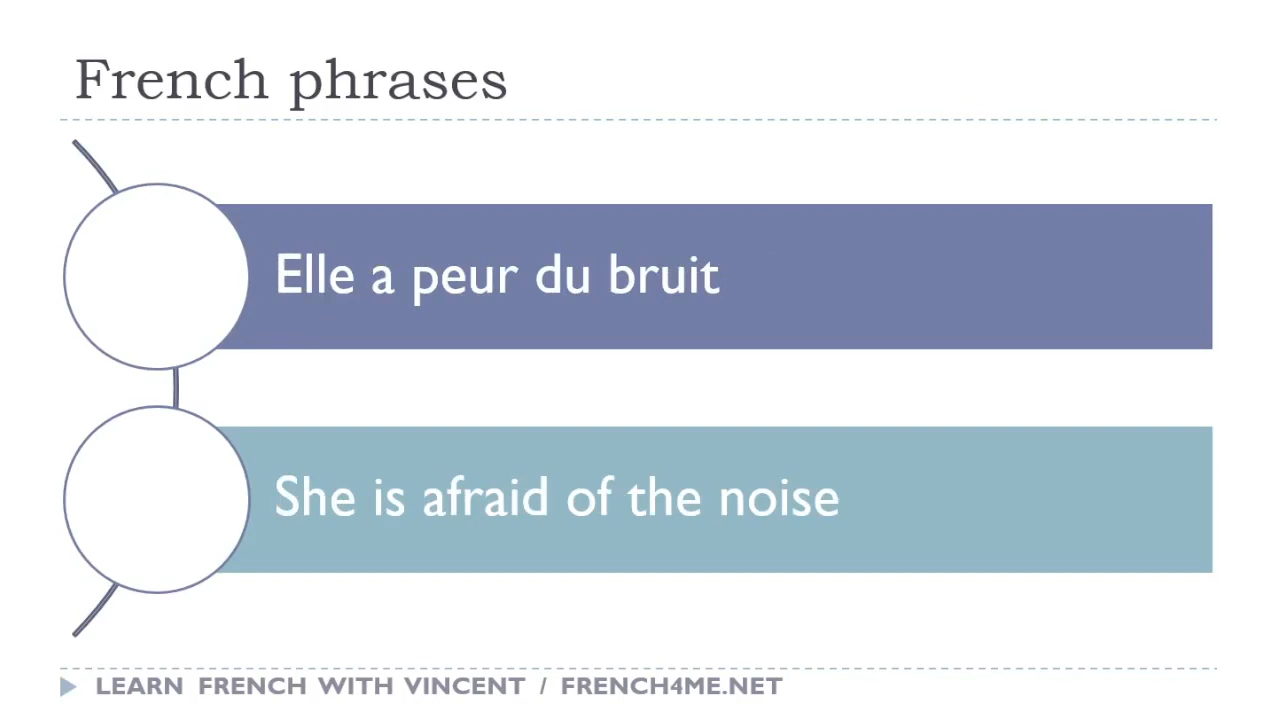 French phrases
Elle a peur du bruit
She is afraid of the noise
LEARN FRENCH WITH VINCENT / FRENCH4ME.NET